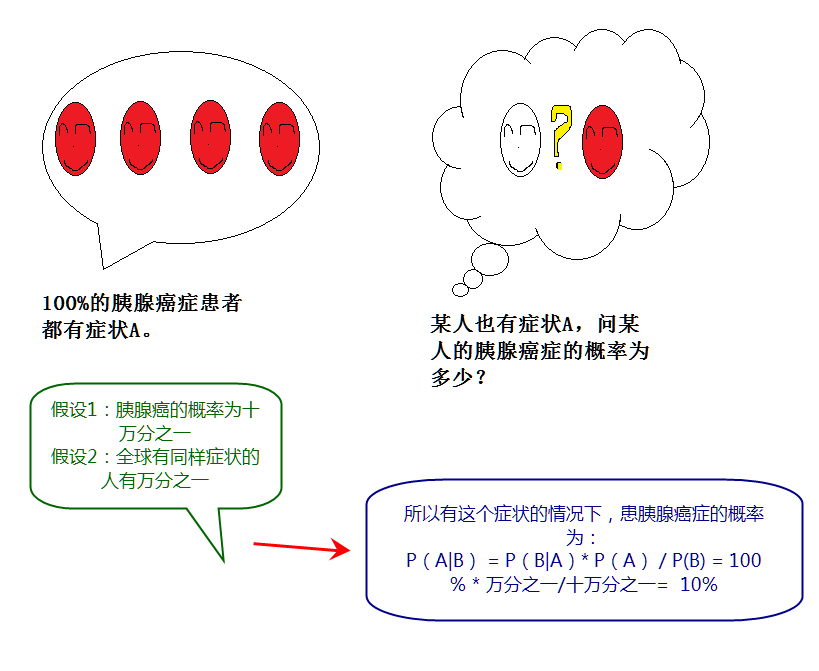 100%的胰腺癌症患者
都有症状A。
某人也有症状A，问某
人的胰腺癌症的概率为
多少？
假设1：胰腺癌的概率为十
万分之一
假设2：全球有同样症状的
人有万分之一
所以有这个症状的情况下，患胰腺癌症的概率
为：
P（A|B） = P（B|A）* P（A）/ P(B) = 100
% * 万分之一/十万分之一= 10%